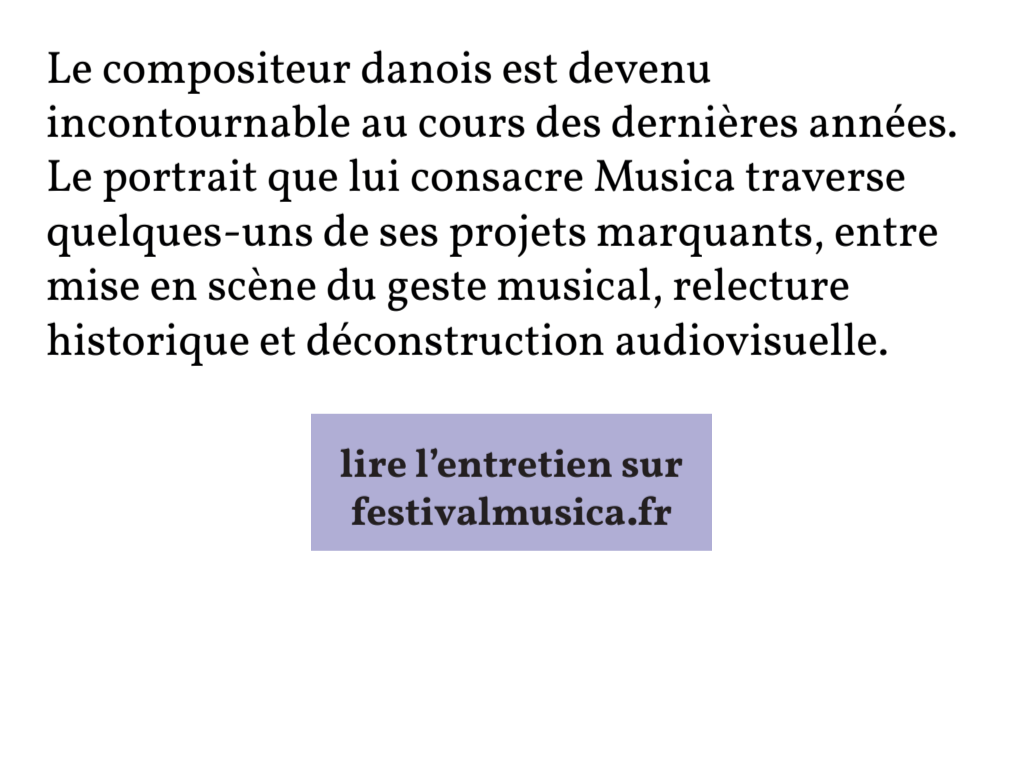 Le compositeur danois est devenu
incontournable au cours des dernières années.
Le portrait que lui consacre Musica traverse
quelques-uns de ses projets marquants, entre
mise en scène du geste musical, relecture
historique et déconstruction audiovisuelle.
lire l’entretien sur
festivalmusica.fr